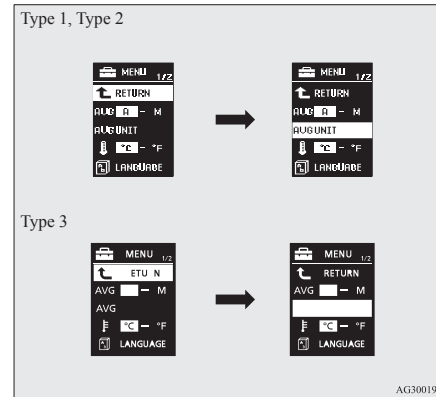 Type 1, Type 2
MENU 1/2
RETURN
AVG A - M
AVG UNIT
°C - °F
LANGUAGE
MENU 1/2
RETURN
AVG A - M
AVG UNIT
°C - °F
LANGUAGE
Type 3
MENU 1/2
ETU N
AVG — M
AVG
°C — °F
LANGUAGE
MENU 1/2
RETURN
AVG — M
°C — °F
LANGUAGE
AG30019